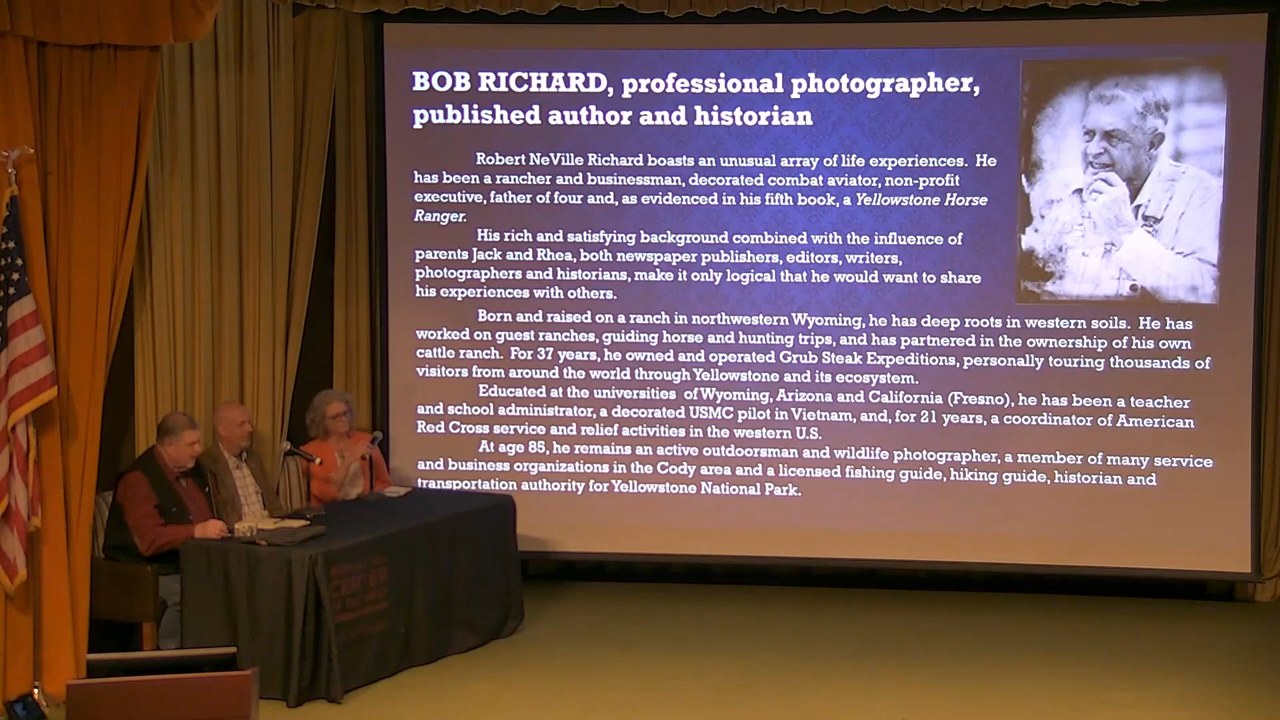 BOB RICHARD, professional photographer,
published author and historian
Robert NeVille Richard boasts an unusual array of life experiences. He
has been a rancher and businessman, decorated combat aviator, non-profit
executive, father of four and, as evidenced in his fifth book, a Yellowstone Horse
Ranger.
His rich and satisfying background combined with the influence of
parents Jack and Rhea, both newspaper publishers, editors, writers,
photographers and historians, make it only logical that he would want to share
his experiences with others.
Born and raised on a ranch in northwestern Wyoming, he has deep roots in western soils. He has
worked on guest ranches, guiding horse and hunting trips, and has partnered in the ownership of his own
cattle ranch. For 37 years, he owned and operated Grub Steak Expeditions, personally touring thousands of
visitors from around the world through Yellowstone and its ecosystem.
Educated at the universities of Wyoming, Arizona and California (Fresno), he has been a teacher
and school administrator, a decorated USMC pilot in Vietnam, and, for 21 years, a coordinator of American
Red Cross service and relief activities in the western U.S.
At age 85, he remains an active outdoorsman and wildlife photographer, a member of many service
and business organizations in the Cody area and a licensed fishing guide, hiking guide, historian and
transportation authority for Yellowstone National Park.
CENTER